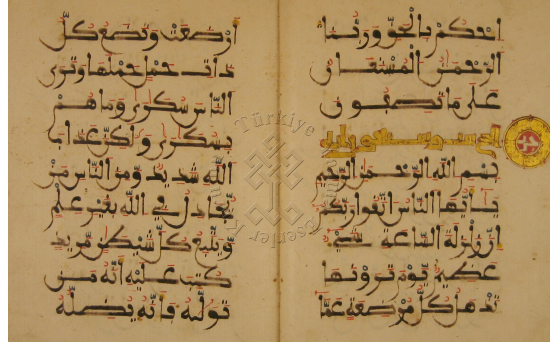 احكم بالحق وربنا
الرحمن المستعان
على ما تصفون
بسم الله الرحمن الرحيم
يايها الناس اتقوا ربكم
ان زلزلة الساعة شيء
عظيم يوم ترونها
تذهل كل مرضعة عما
ارضعت وتضع كل
ذات حمل حملها وترى
الناس سكرى وما هم
بسكرى ولكن عذاب
الله شديد ومن الناس من
يجادل في الله بغير علم
ويتبع كل شيطن مريد
كتب عليه انه من
تولاه فانه يضله
Türkiye